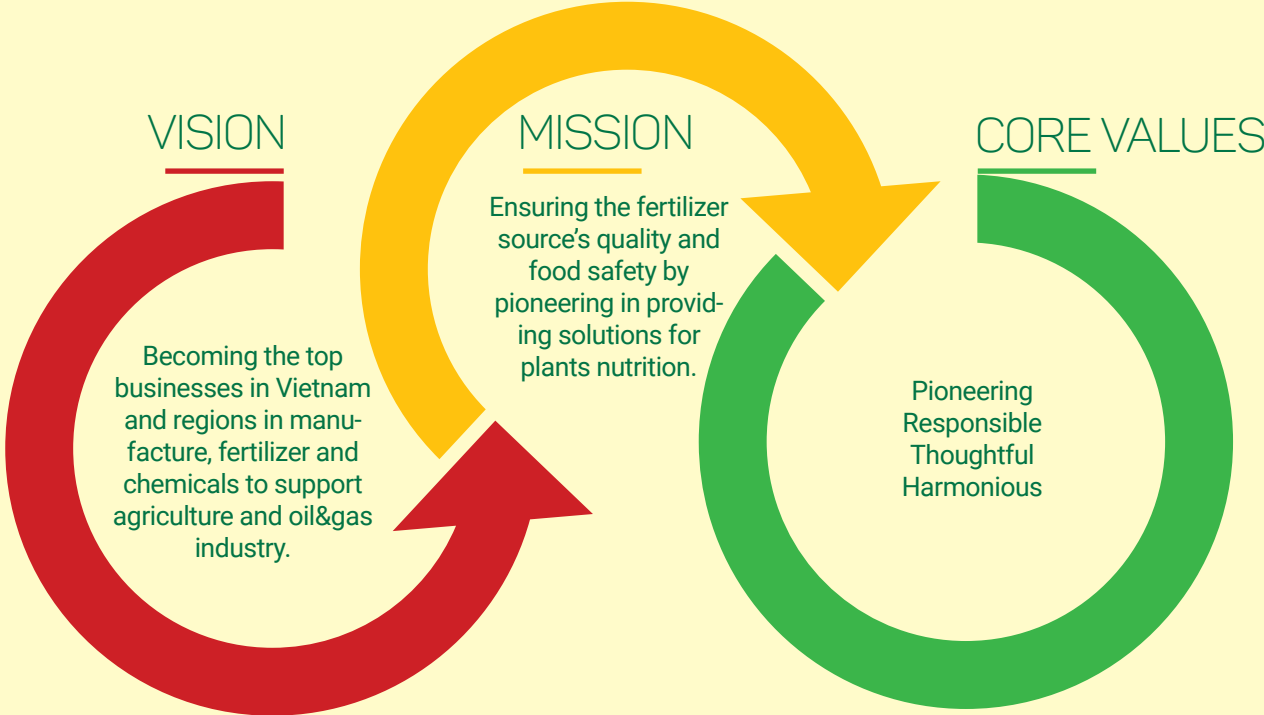 VISION
Becoming the top
businesses in Vietnam
and regions in manu-
facture, fertilizer and
chemicals to support
agriculture and oil&gas
industry.
MISSION
Ensuring the fertilizer
source’s quality and
food safety by
pioneering in provid-
ing solutions for
plants nutrition.
CORE VALUES
Pioneering
Responsible
Thoughtful
Harmonious